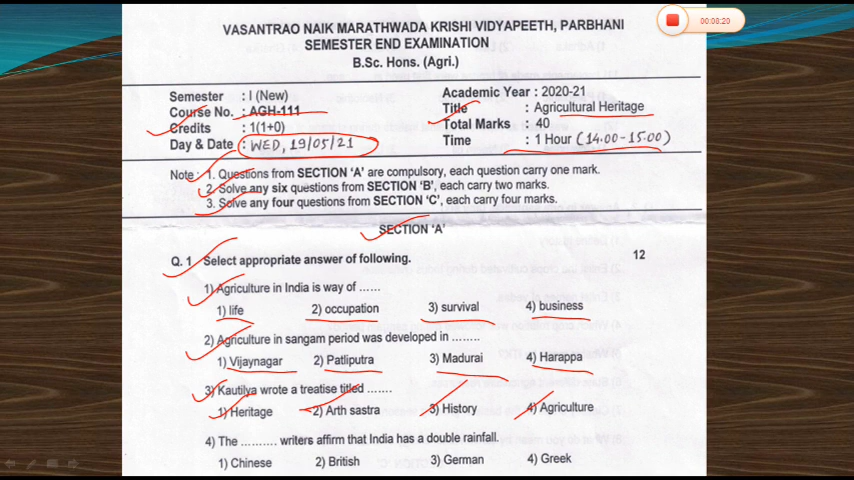 00:08:20
VASANTRAO NAIK MARATHWADA KRISHI VIDYAPEETH, PARBHANI
SEMESTER END EXAMINATION
B.Sc. Hons. (Agri.)
Semester : I (New)
Academic Year : 2020-21
Course No. : AGH-111
Title : Agricultural Heritage
Credits : 1(1+0)
Total Marks : 40
Day & Date : WED, 19/05/21
Time : 1 Hour (14.00-15.00)
Note : 1. Questions from SECTION 'A' are compulsory, each question carry one mark.
2. Solve any six questions from SECTION 'B', each carry two marks.
3. Solve any four questions from SECTION 'C', each carry four marks.
SECTION 'A'
Q. 1 Select appropriate answer of following. 12
1) Agriculture in India is way of ......
1) life 2) occupation 3) survival 4) business
2) Agriculture in sangam period was developed in ........
1) Vijaynagar 2) Patliputra 3) Madurai 4) Harappa
3) Kautilya wrote a treatise titled .......
1) Heritage 2) Arth sastra 3) History 4) Agriculture
4) The .......... writers affirm that India has a double rainfall
1) Chinese 2) British 3) German 4) Greek